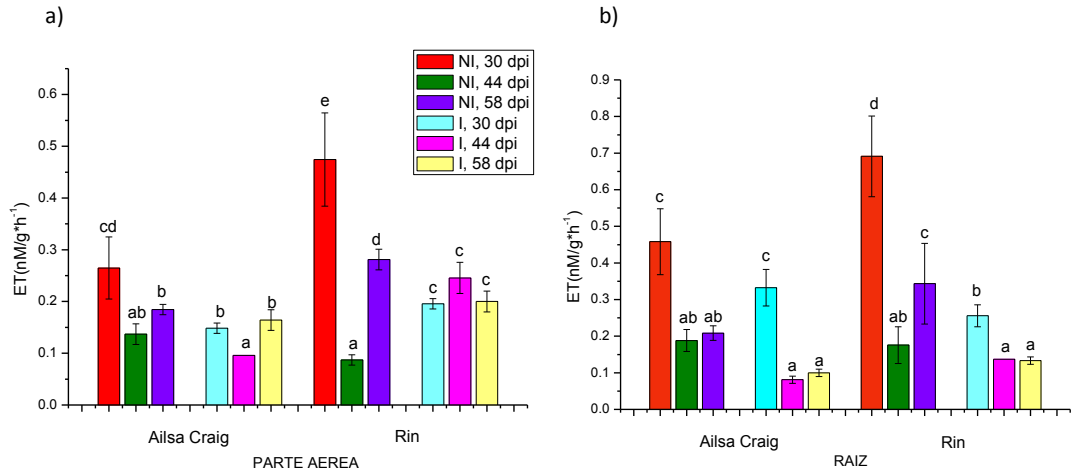 a)
ET(nM/g*h⁻¹)
0.6
0.5
0.4
0.3
0.2
0.1
0.0
NI, 30 dpi
NI, 44 dpi
NI, 58 dpi
I, 30 dpi
I, 44 dpi
I, 58 dpi
cd
ab
b
b
a
b
e
a
d
c
c
c
Ailsa Craig
Rin
PARTE AEREA
b)
ET(nM/g*h⁻¹)
0.9
0.8
0.7
0.6
0.5
0.4
0.3
0.2
0.1
0.0
c
ab
ab
c
a
a
d
ab
c
b
a
a
Ailsa Craig
Rin
RAIZ